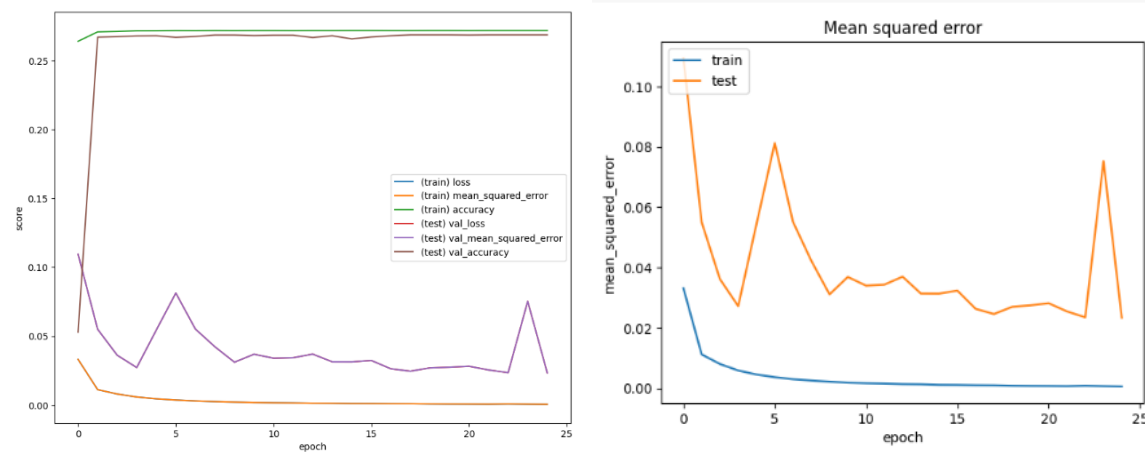 0.25
0.20
0.15
0.10
0.05
0.00
score
(train) loss
(train) mean_squared_error
(train) accuracy
(test) val_loss
(test) val_mean_squared_error
(test) val_accuracy
0 5 10 15 20 25
epoch
Mean squared error
train
test
0.10
0.08
0.06
0.04
0.02
0.00
mean_squared_error
0 5 10 15 20 25
epoch